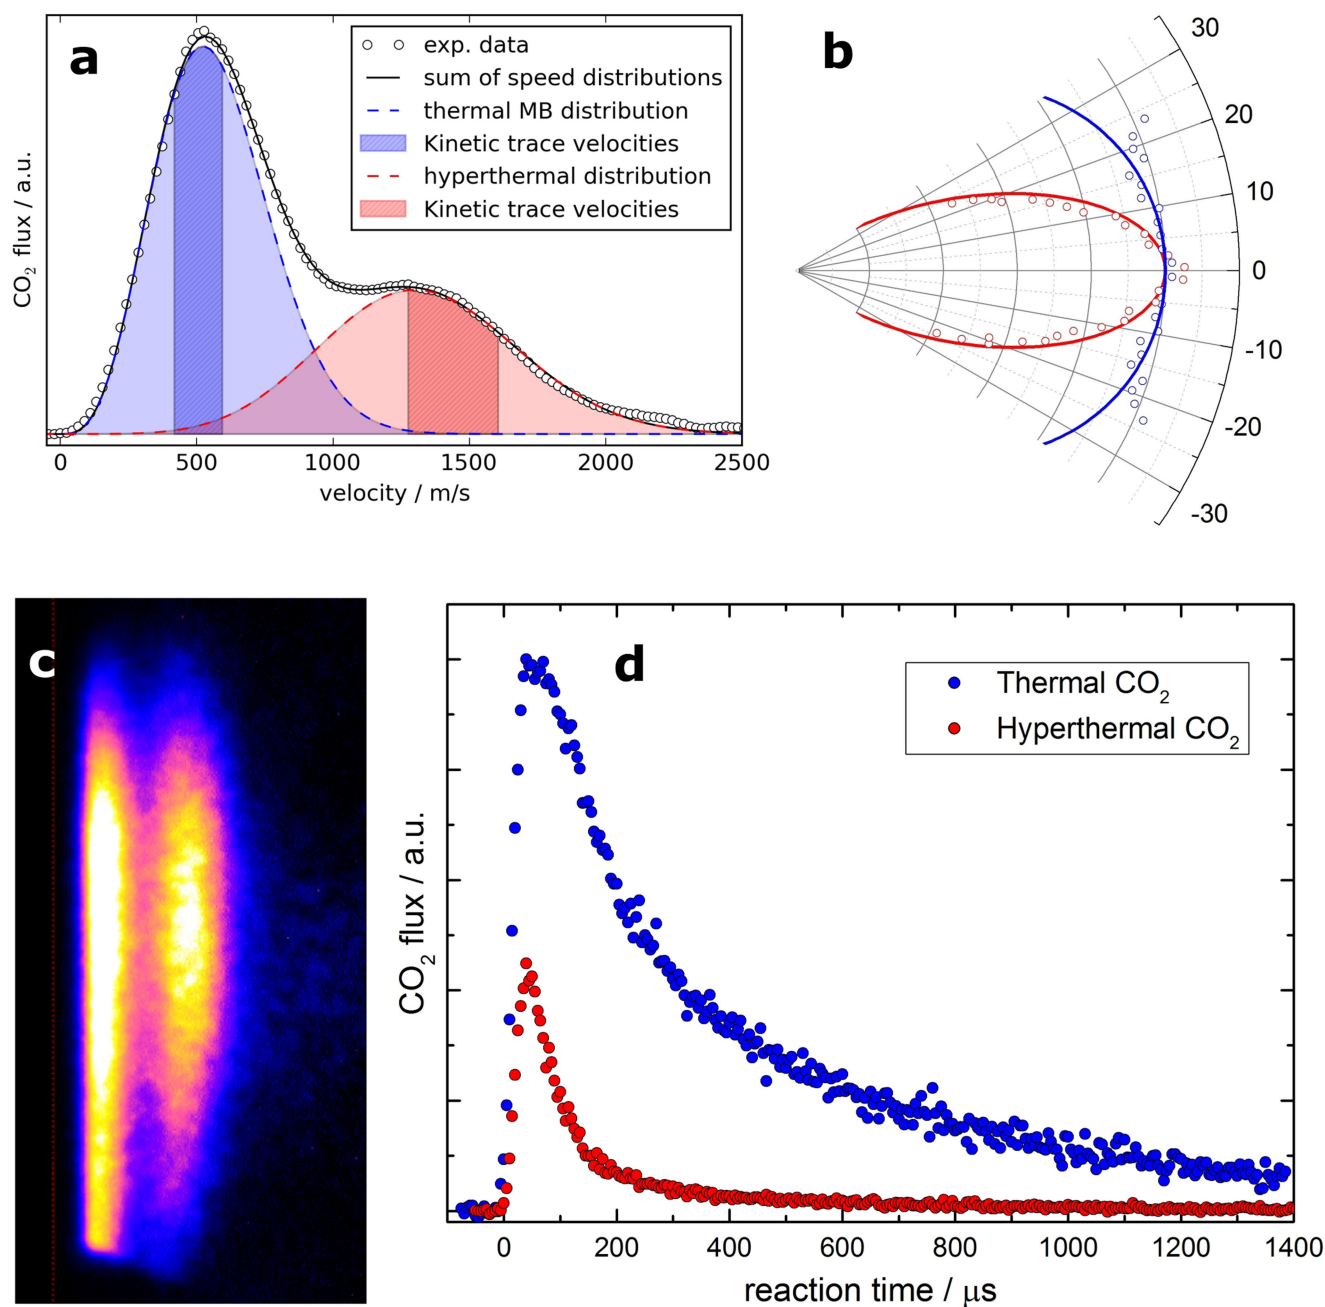 a
exp. data
sum of speed distributions
thermal MB distribution
Kinetic trace velocities
hyperthermal distribution
Kinetic trace velocities
CO₂ flux / a.u.
0 500 1000 1500 2000 2500
velocity / m/s
b
30
20
10
0
-10
-20
-30
c
d
Thermal CO₂
Hyperthermal CO₂
CO₂ flux / a.u.
0 200 400 600 800 1000 1200 1400
reaction time / μs